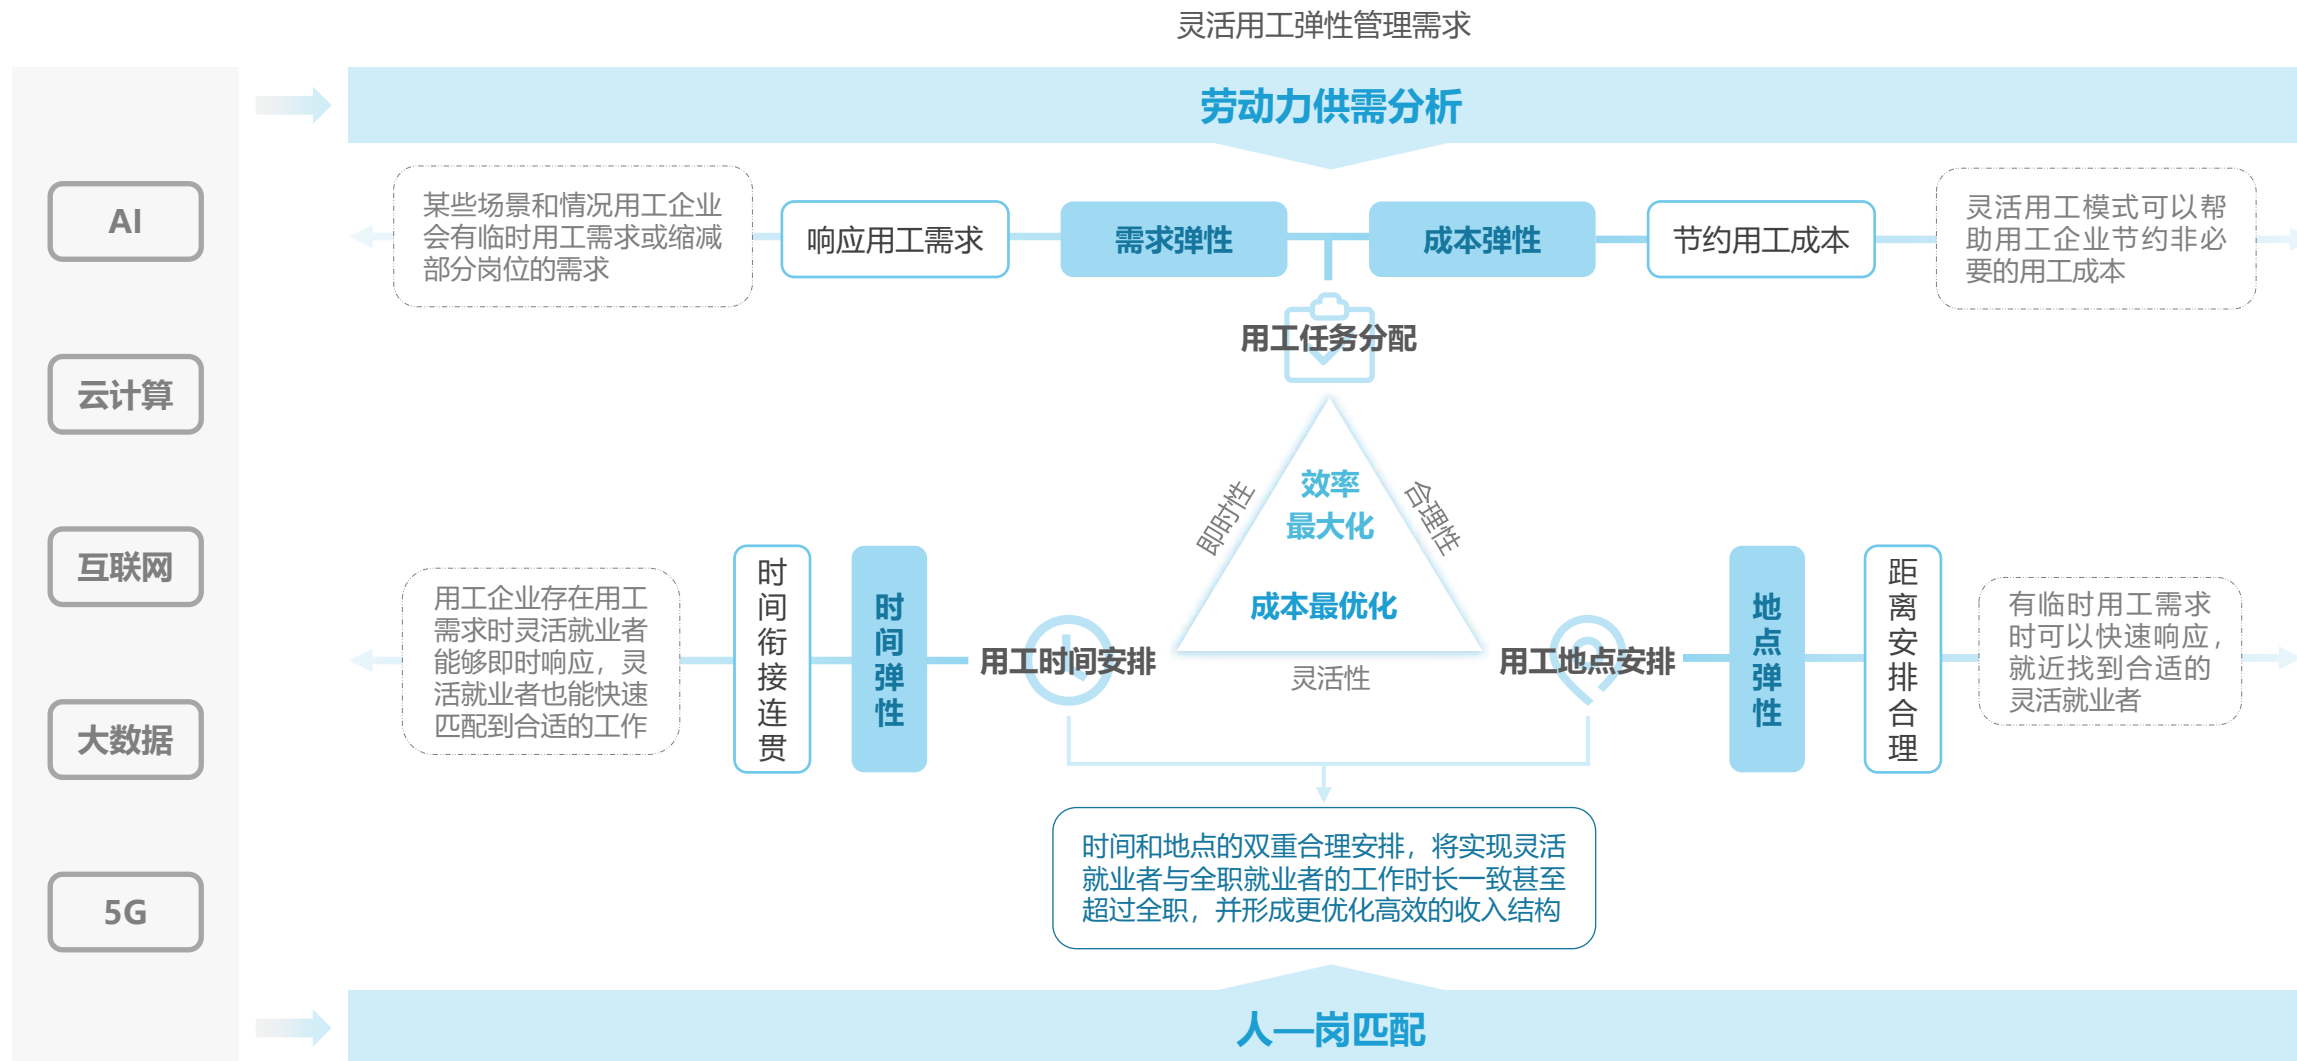 灵活用工弹性管理需求
劳动力供需分析
AI
云计算
互联网
大数据
5G
某些场景和情况用工企业
会有临时用工需求或缩减
部分岗位的需求
响应用工需求
需求弹性
成本弹性
节约用工成本
灵活用工模式可以帮
助用工企业节约非必
要的用工成本
用工任务分配
即时性
效率
最大化
成本最优化
合理性
灵活性
用工企业存在用工
需求时灵活就业者
能够即时响应，灵
活就业者也能快速
匹配到合适的工作
时间衔接连贯
时间弹性
用工时间安排
用工地点安排
地点弹性
距离安排合理
有临时用工需求
时可以快速响应，
就近找到合适的
灵活就业者
时间和地点的双重合理安排，将实现灵活
就业者与全职就业者的工作时长一致甚至
超过全职，并形成更优化高效的收入结构
人—岗匹配